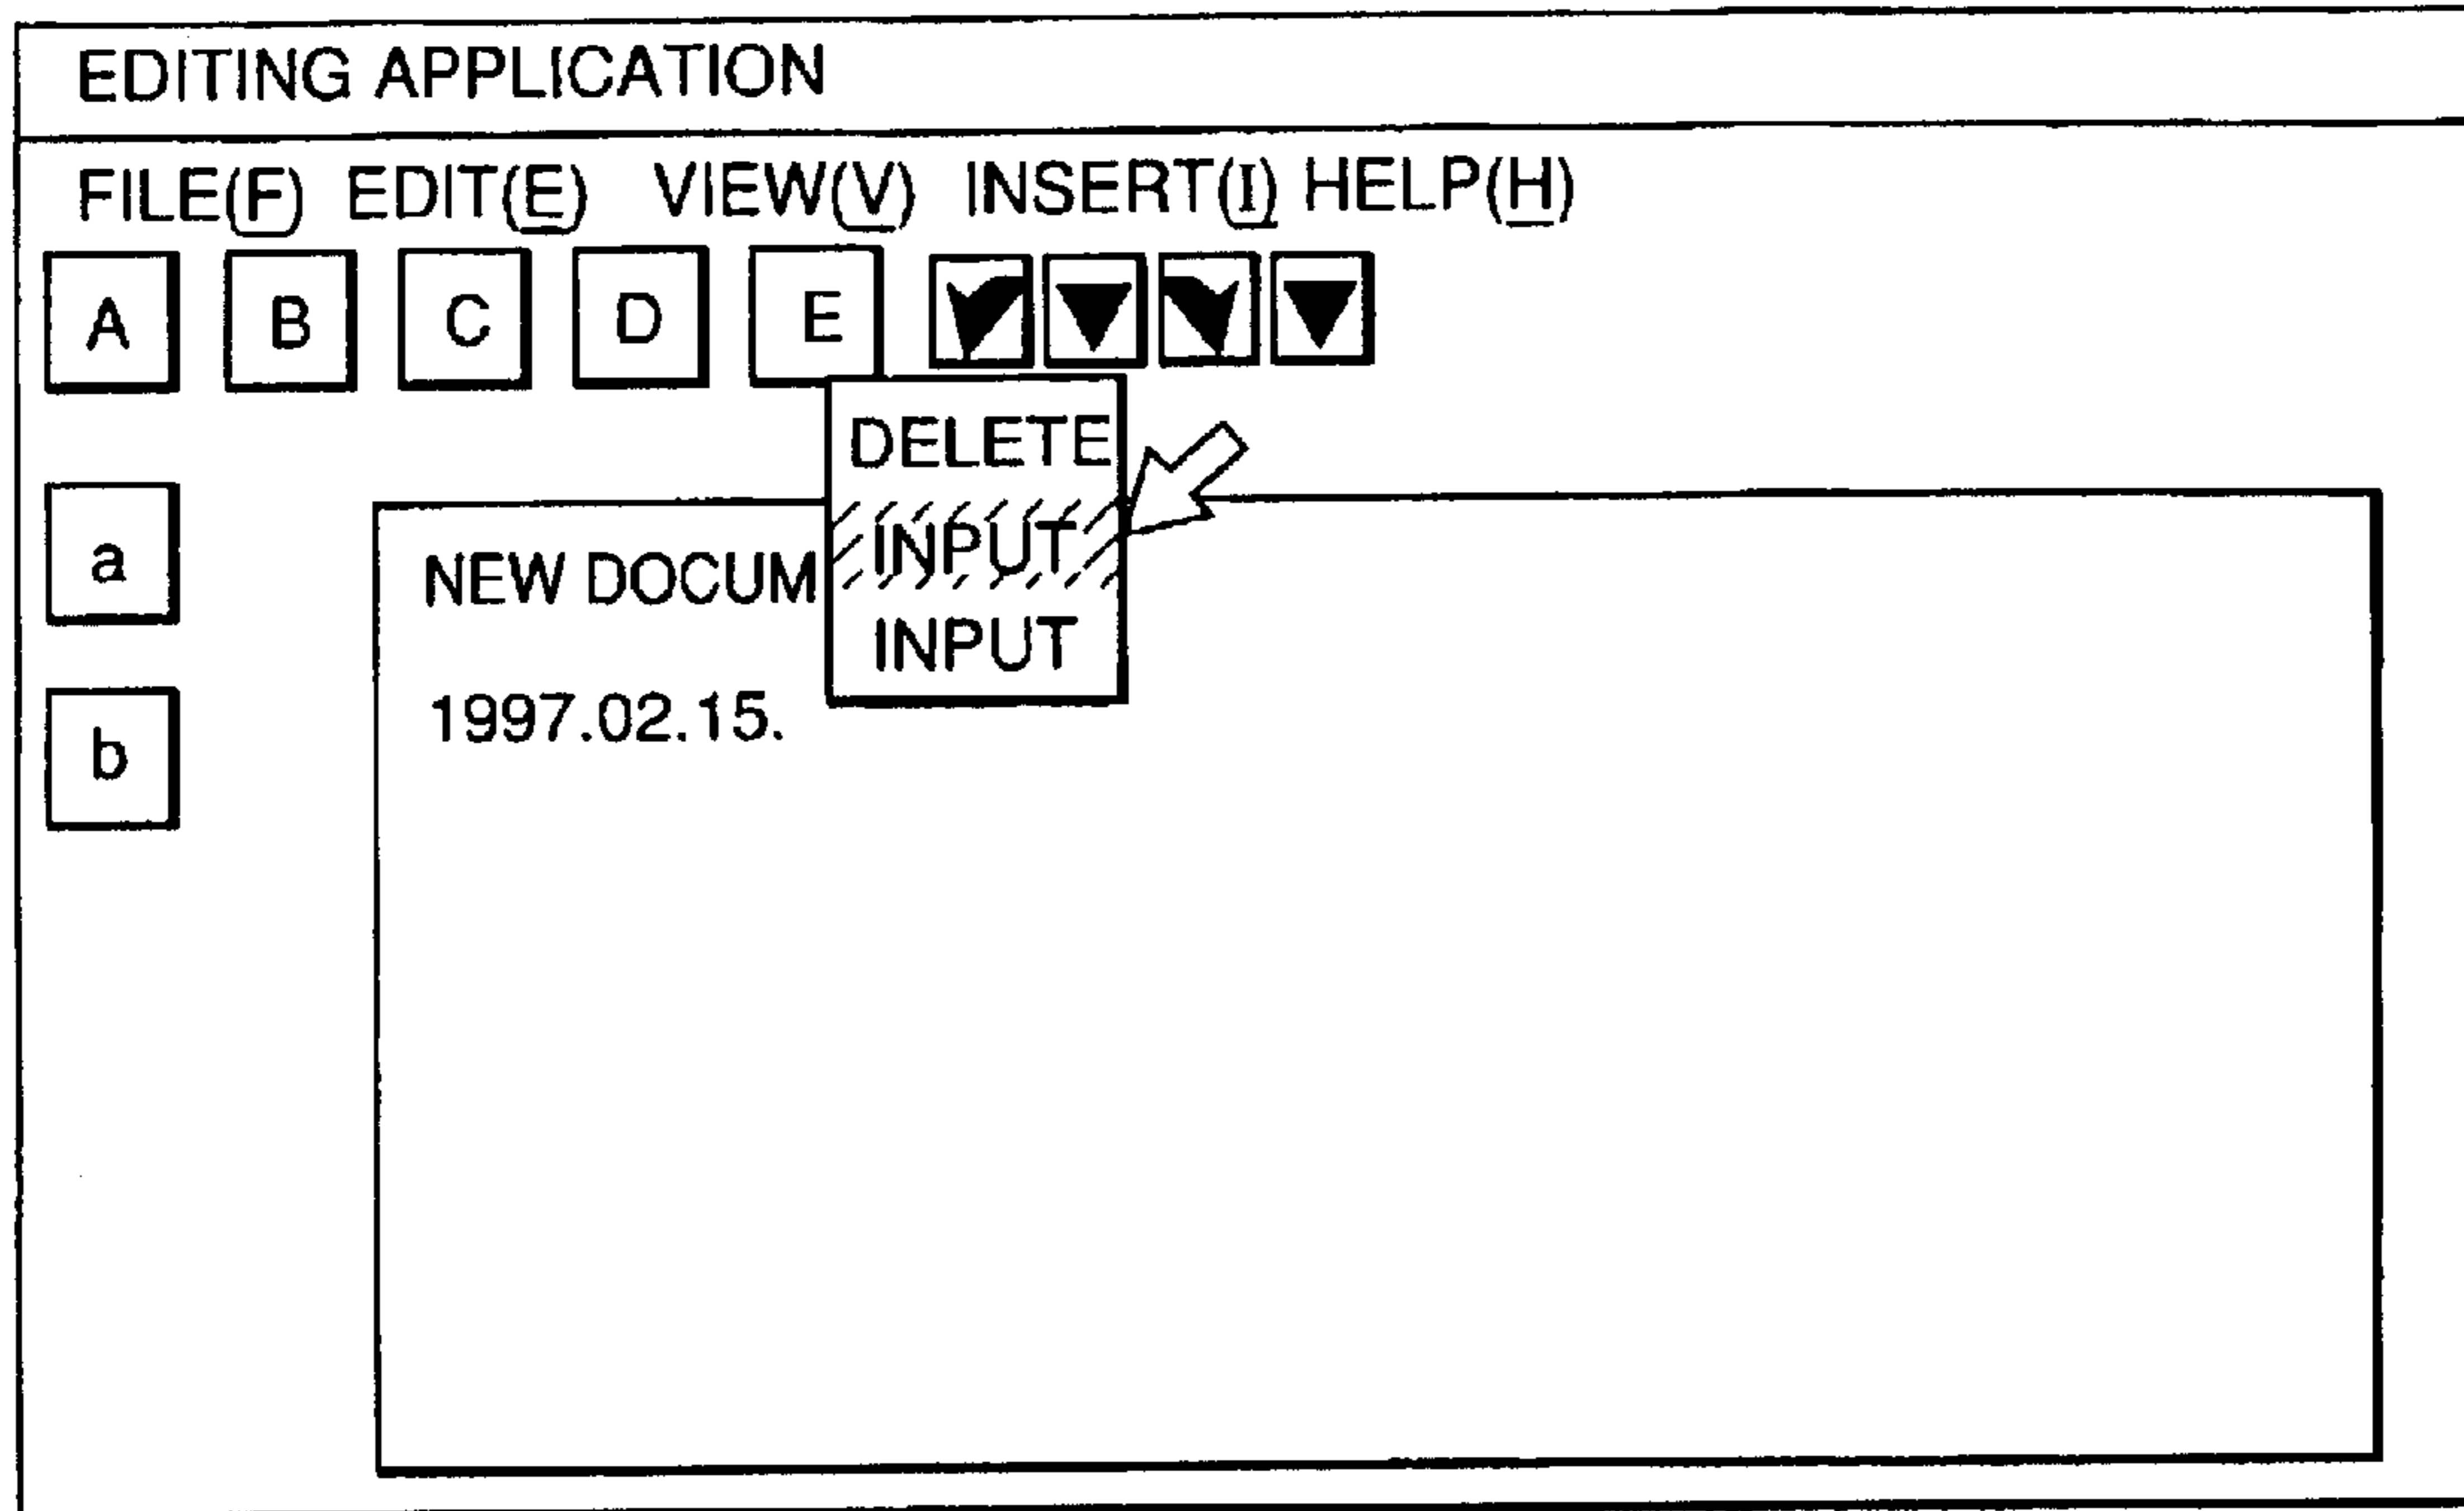 EDITING APPLICATION
FILE(F) EDIT(E) VIEW(V) INSERT(I) HELP(H)
A B C D E
DELETE
a
INPUT
NEW DOCUM
INPUT
1997.02.15.
b